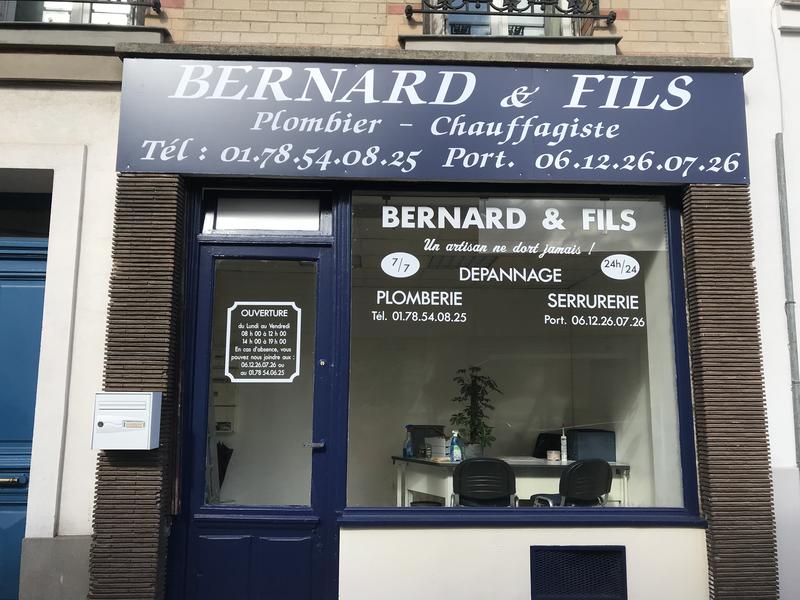 BERNARD & FILS
Plombier - Chauffagiste
Tél : 01.78.54.08.25 Port. 06.12.26.07.26
BERNARD & FILS
Un artisan ne dort jamais !
7/7
24h/24
DEPANNAGE
PLOMBERIE
SERRURERIE
Tél. 01.78.54.08.25
Port. 06.12.26.07.26
OUVERTURE
du Lundi au Vendredi
08 h 00 à 12 h 00
14 h 00 à 19 h 00
En cas d'absence, vous
pouvez nous joindre aux :
06.12.26.07.26 ou
au 01.78 54.06.25